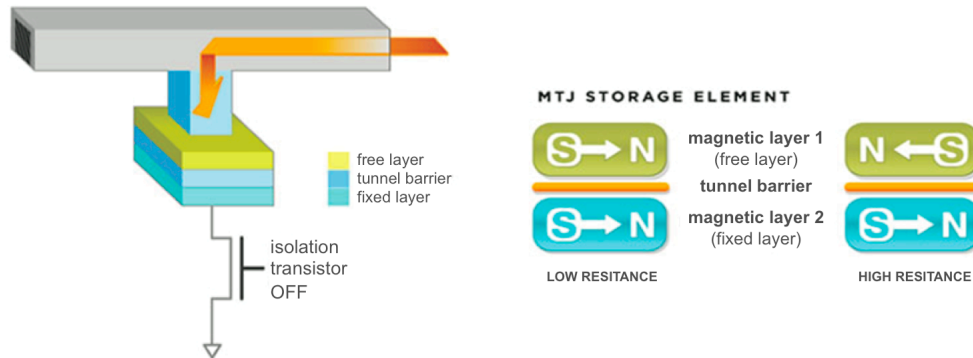 free layer
tunnel barrier
fixed layer
isolation
transistor
OFF
MTJ STORAGE ELEMENT
S N
magnetic layer 1
(free layer)
N S
tunnel barrier
S N
magnetic layer 2
(fixed layer)
S N
LOW RESITANCE
HIGH RESITANCE